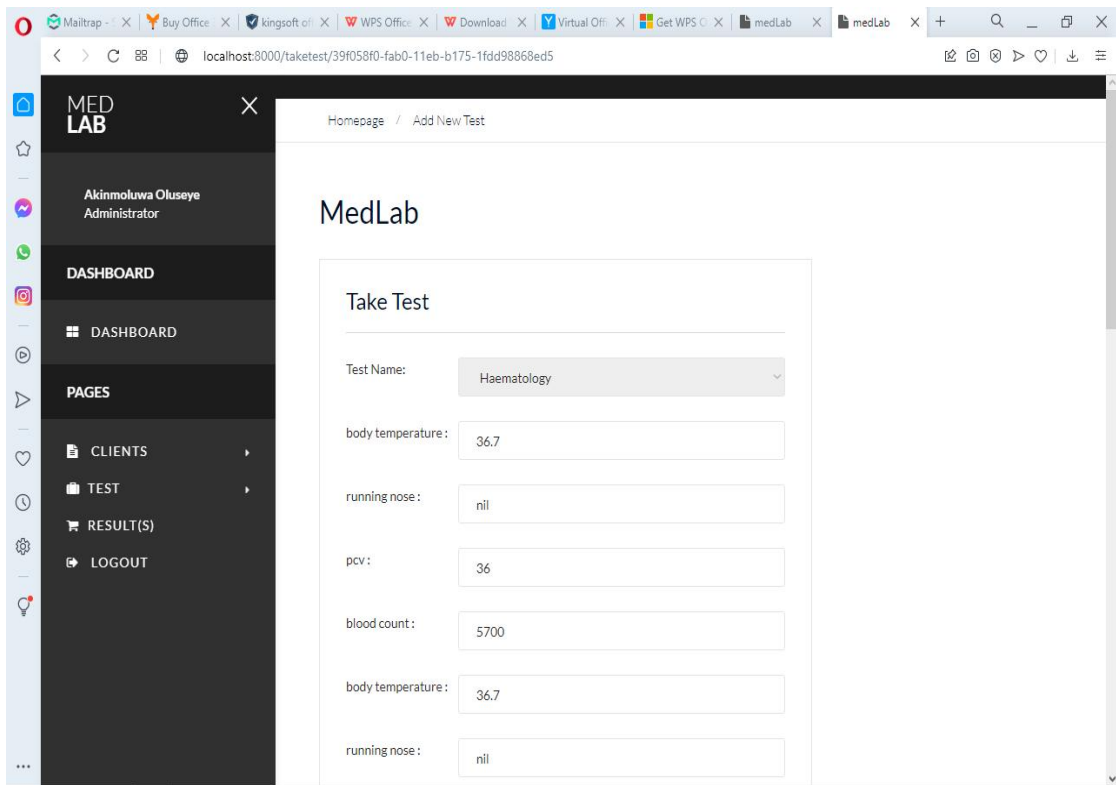 Mailtrap - S
Buy Office
kingsoft off
WPS Office
Download
Virtual Offi
Get WPS O
medLab
medLab
localhost:8000/taketest/39f058f0-fab0-11eb-b175-1fdd98868ed5
MED
LAB
Homepage / Add New Test
Akinmoluwa Oluseye
Administrator
MedLab
DASHBOARD
DASHBOARD
PAGES
CLIENTS
TEST
RESULT(S)
LOGOUT
Take Test
Test Name: Haematology
body temperature : 36.7
running nose : nil
pcv : 36
blood count : 5700
body temperature : 36.7
running nose : nil